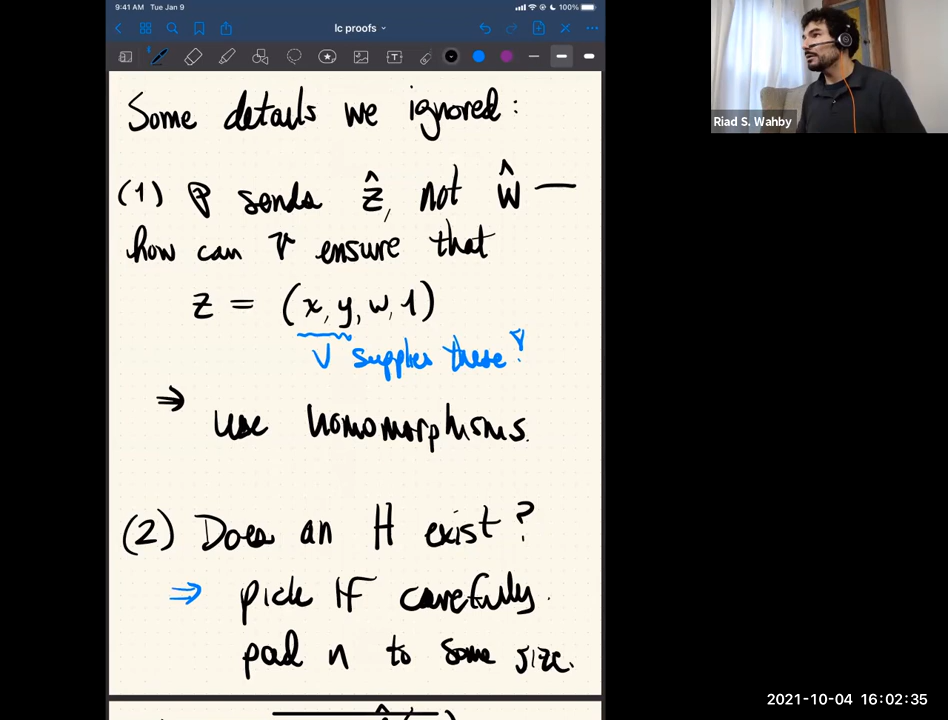 9:41 AM Tue Jan 9
100%
lc proofs
Some details we ignored:
(1) P sends ẑ, not ŵ —
how can V ensure that
z = (x, y, w, 1)
V supplies these!
⇒ use homomorphisms.
(2) Does an H exist?
⇒ pick F carefully.
pad n to some size.
Riad S. Wahby
2021-10-04 16:02:35